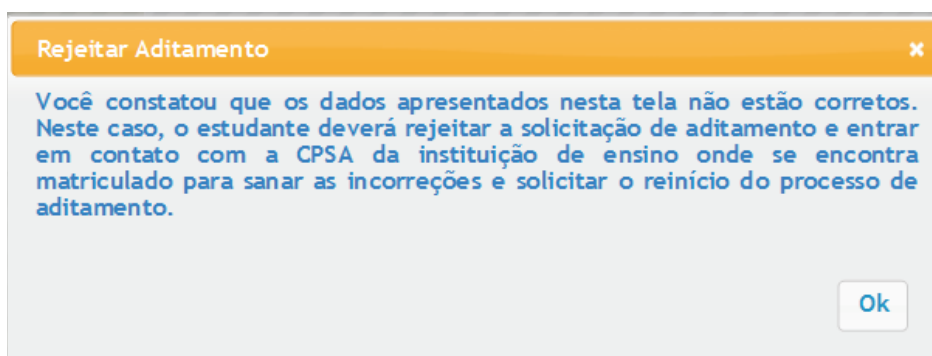 Rejeitar Aditamento
Você constatou que os dados apresentados nesta tela não estão corretos.
Neste caso, o estudante deverá rejeitar a solicitação de aditamento e entrar
em contato com a CPSA da instituição de ensino onde se encontra
matriculado para sanar as incorreções e solicitar o reinício do processo de
aditamento.
Ok